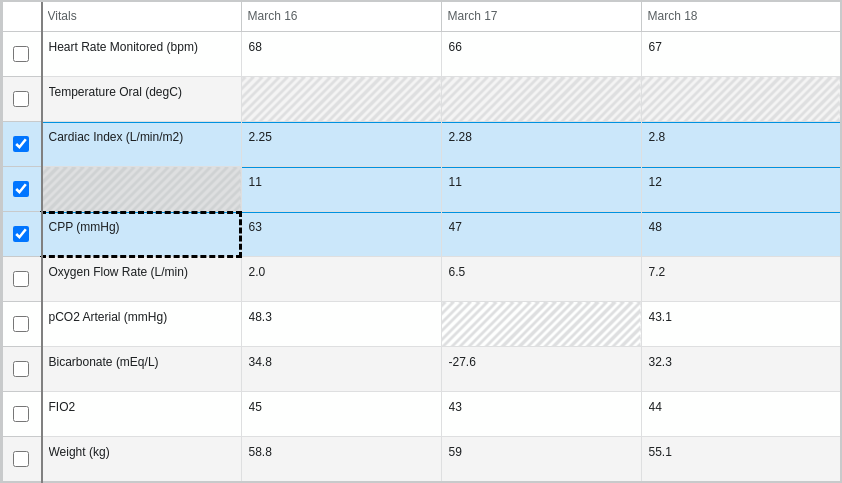 Vitals March 16 March 17 March 18
Heart Rate Monitored (bpm) 68 66 67
Temperature Oral (degC)
Cardiac Index (L/min/m2) 2.25 2.28 2.8
11 11 12
CPP (mmHg) 63 47 48
Oxygen Flow Rate (L/min) 2.0 6.5 7.2
pCO2 Arterial (mmHg) 48.3 43.1
Bicarbonate (mEq/L) 34.8 -27.6 32.3
FIO2 45 43 44
Weight (kg) 58.8 59 55.1